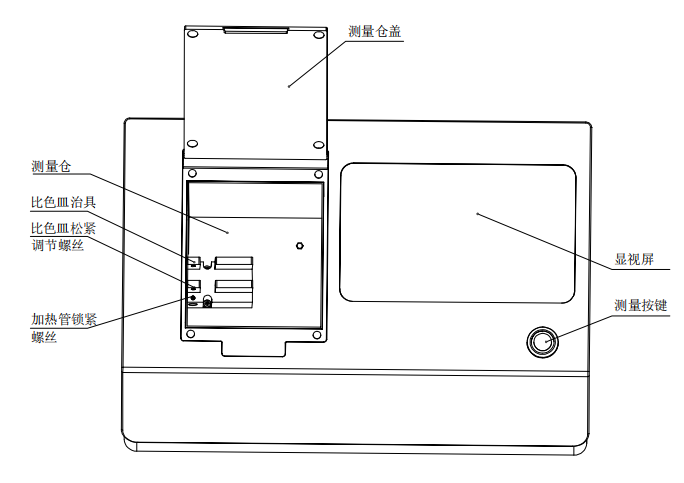 测量仓盖
测量仓
比色皿治具
比色皿松紧
调节螺丝
加热管锁紧
螺丝
显视屏
测量按键